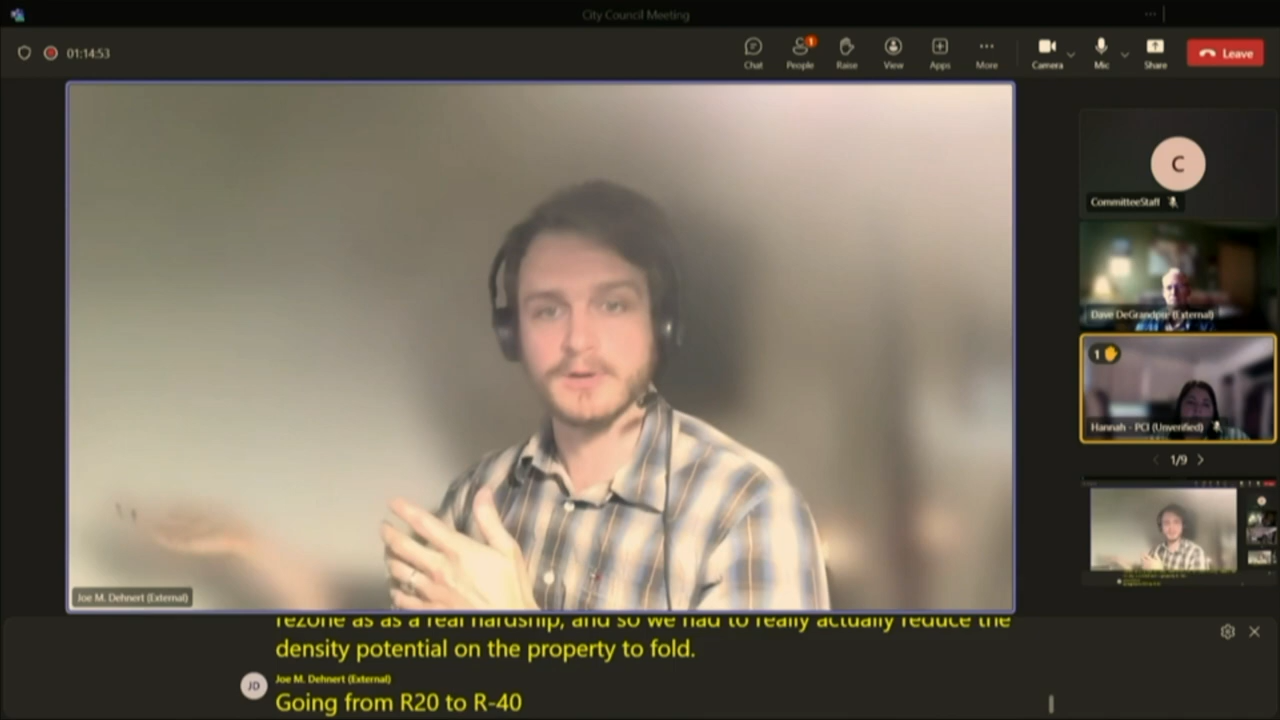 City Council Meeting
01:14:53
1
Chat People Raise View Apps More Camera Mic Share Leave
C
CommitteeStaff
Dave DeGrandpre (External)
1
Hannah - PCI (Unverified)
1/9
Joe M. Dehnert (External)
rezone as as a real hardship, and so we had to really actually reduce the
density potential on the property to fold.
JD
Joe M. Dehnert (External)
Going from R20 to R-40